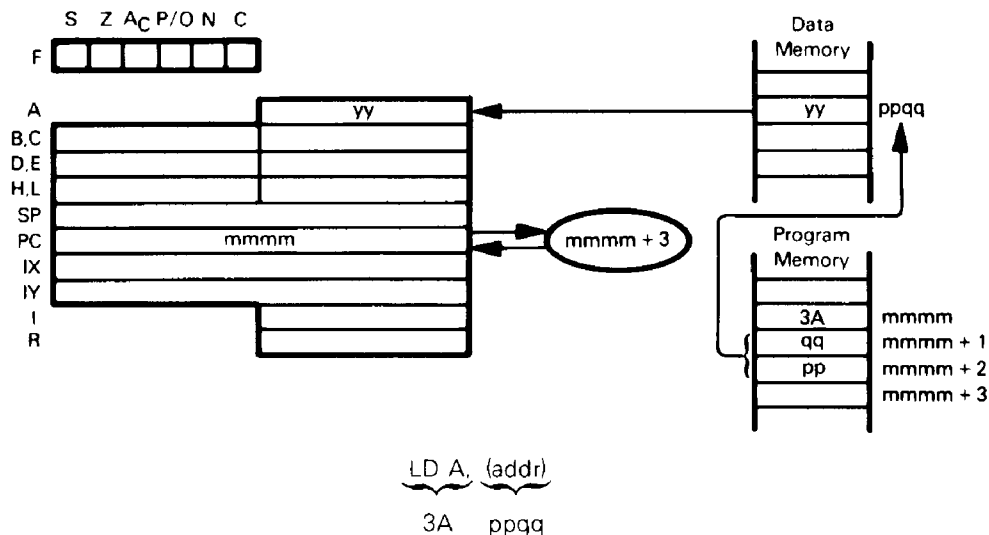 S Z AC P/O N C
F
A yy
B,C
D,E
H,L
SP
PC mmmm
IX
IY
I
R
mmmm + 3
Data
Memory
yy ppqq
Program
Memory
3A mmmm
qq mmmm + 1
pp mmmm + 2
mmmm + 3
LD A, (addr)
3A ppqq